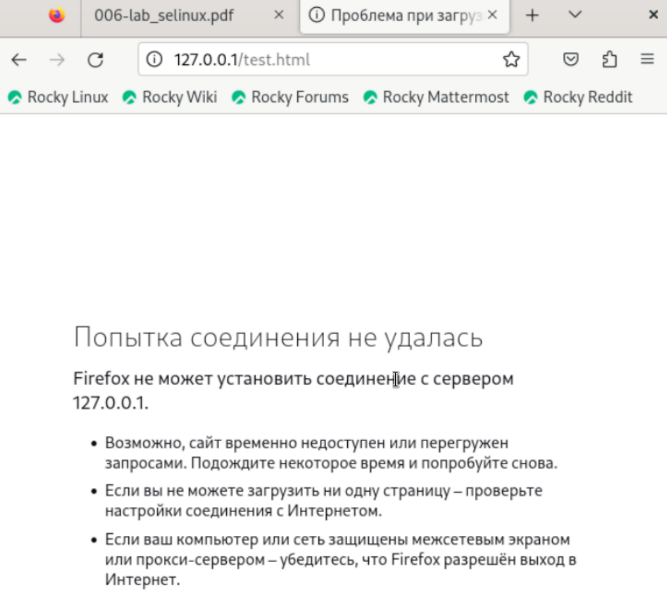 006-lab_selinux.pdf
Проблема при загруз
127.0.0.1/test.html
Rocky Linux
Rocky Wiki
Rocky Forums
Rocky Mattermost
Rocky Reddit
Попытка соединения не удалась
Firefox не может установить соединение с сервером
127.0.0.1.
• Возможно, сайт временно недоступен или перегружен
запросами. Подождите некоторое время и попробуйте снова.
• Если вы не можете загрузить ни одну страницу – проверьте
настройки соединения с Интернетом.
• Если ваш компьютер или сеть защищены межсетевым экраном
или прокси-сервером – убедитесь, что Firefox разрешён выход в
Интернет.